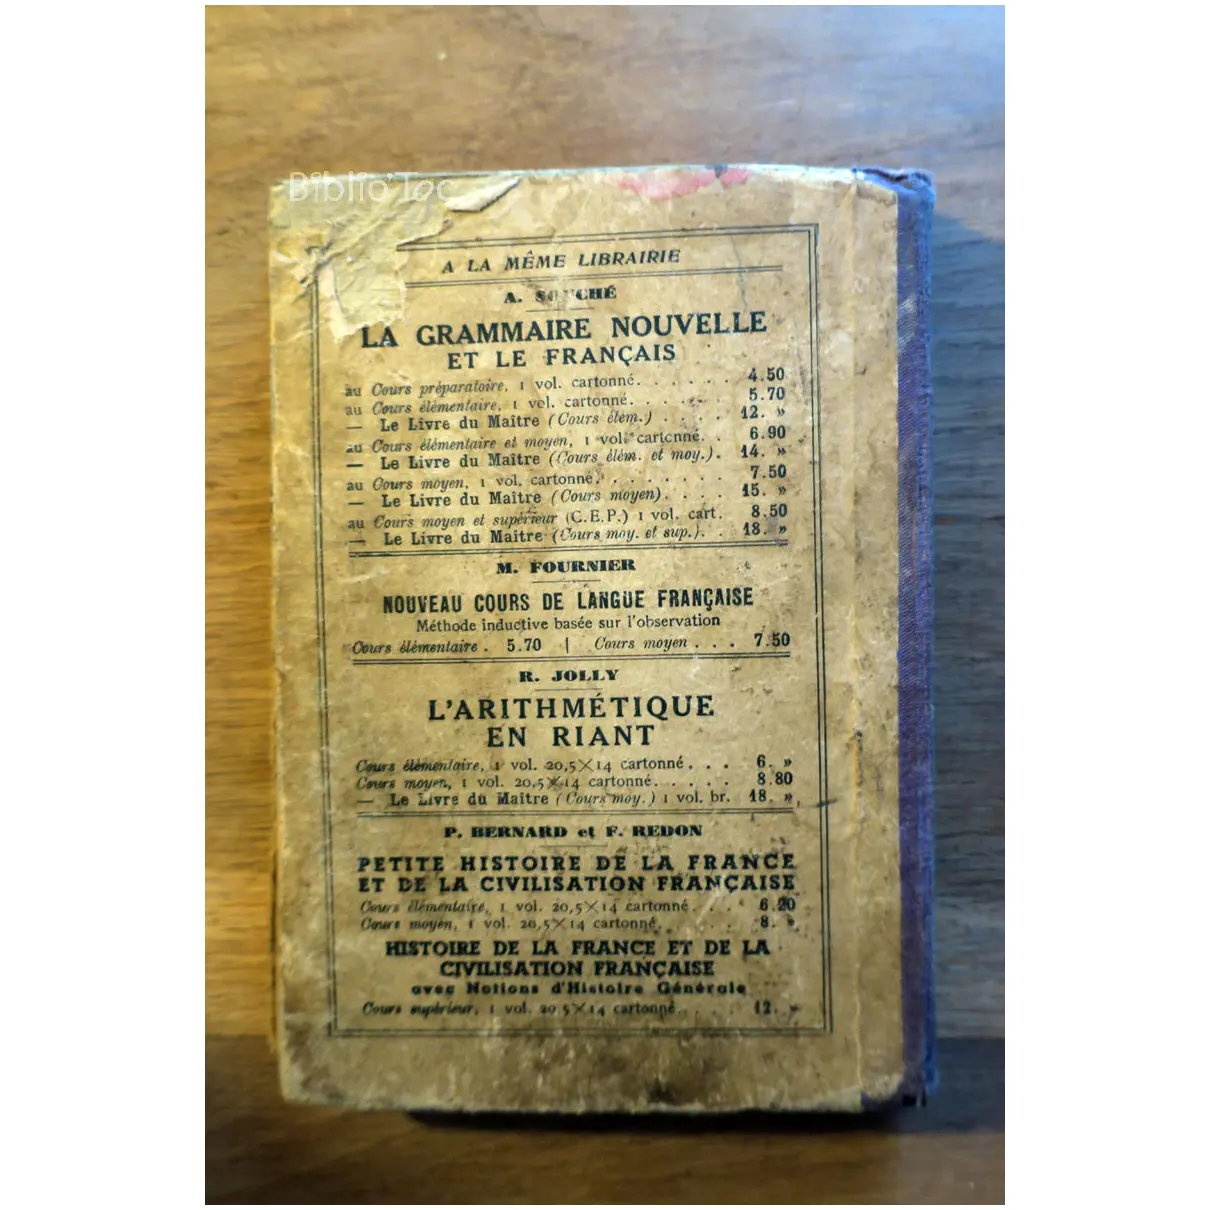 Biblio'Toc
A LA MÊME LIBRAIRIE
A. SOUCHÉ
LA GRAMMAIRE NOUVELLE
ET LE FRANÇAIS
au Cours préparatoire, 1 vol. cartonné. . . . . . 4.50
au Cours élémentaire, 1 vol. cartonné. . . . . . 5.70
— Le Livre du Maître (Cours élém.) . . . . 12. »
au Cours élémentaire et moyen, 1 vol. cartonné. . 6.90
— Le Livre du Maître (Cours élém. et moy.). 14. »
au Cours moyen, 1 vol. cartonné. . . . . . . . 7.50
— Le Livre du Maître (Cours moyen). . . . 15. »
au Cours moyen et supérieur (C.E.P.) 1 vol. cart. 8.50
— Le Livre du Maître (Cours moy. et sup.). . 18. »
M. FOURNIER
NOUVEAU COURS DE LANGUE FRANÇAISE
Méthode inductive basée sur l'observation
Cours élémentaire . 5.70 | Cours moyen . . . 7.50
R. JOLLY
L'ARITHMÉTIQUE
EN RIANT
Cours élémentaire, 1 vol. 20,5×14 cartonné. . . 6. »
Cours moyen, 1 vol. 20,5×14 cartonné. . . . . 8.80
— Le Livre du Maître (Cours moy.) 1 vol. br. 18. »
P. BERNARD et F. REDON
PETITE HISTOIRE DE LA FRANCE
ET DE LA CIVILISATION FRANÇAISE
Cours élémentaire, 1 vol. 20,5×14 cartonné. . . 6.20
Cours moyen, 1 vol. 20,5×14 cartonné. . . . . 8. »
HISTOIRE DE LA FRANCE ET DE LA
CIVILISATION FRANÇAISE
avec Notions d'Histoire Générale
Cours supérieur, 1 vol. 20 5×14 cartonné. . . . 12. »